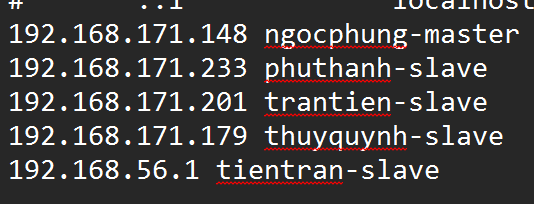 # localhost
192.168.171.148 ngocphung-master
192.168.171.233 phuthanh-slave
192.168.171.201 trantien-slave
192.168.171.179 thuyquynh-slave
192.168.56.1 tientran-slave